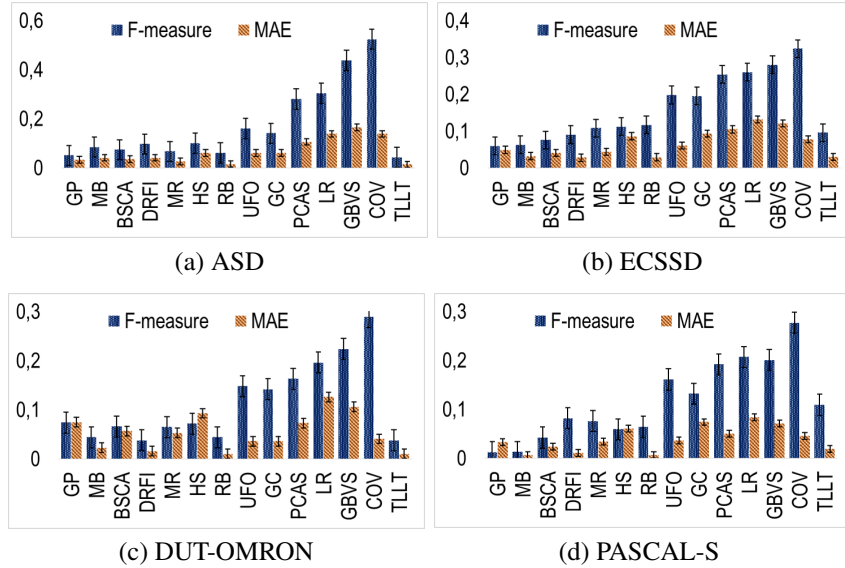 0,6
F-measure MAE
0,4
0,2
0
GP MB BSCA DRFI MR HS RB UFO GC PCAS LR GBVS COV TLLT
(a) ASD
0,4
F-measure MAE
0,3
0,2
0,1
0
GP MB BSCA DRFI MR HS RB UFO GC PCAS LR GBVS COV TLLT
(b) ECSSD
0,3
F-measure MAE
0,2
0,1
0
GP MB BSCA DRFI MR HS RB UFO GC PCAS LR GBVS COV TLLT
(c) DUT-OMRON
0,3
F-measure MAE
0,2
0,1
0
GP MB BSCA DRFI MR HS RB UFO GC PCAS LR GBVS COV TLLT
(d) PASCAL-S